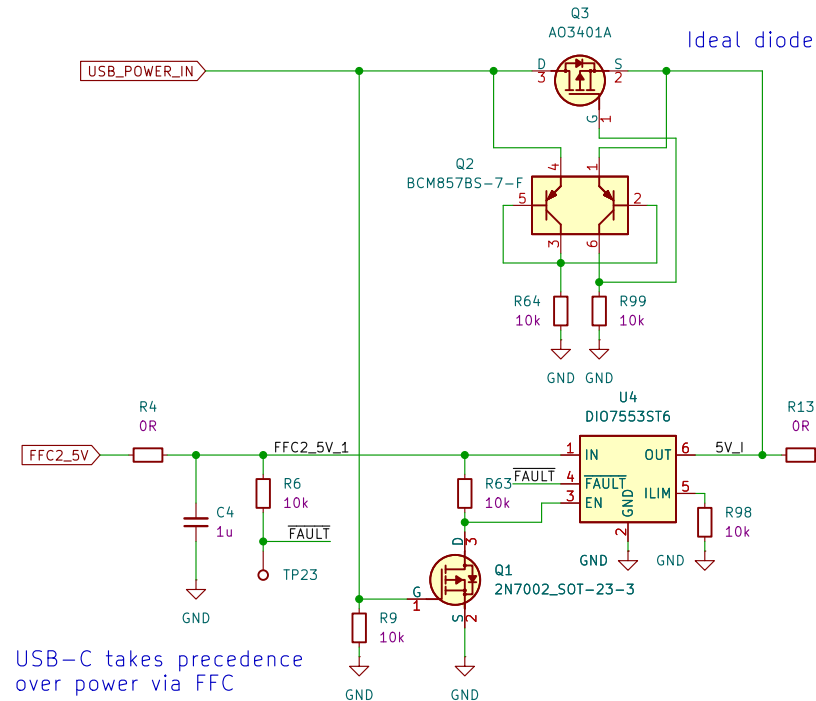 Q3
AO3401A
Ideal diode
USB_POWER_IN
D
3
S
2
G
1
Q2
BCM857BS-7-F
4
1
5
2
3
6
R64
10k
R99
10k
GND
GND
U4
DIO7553ST6
R4
0R
R13
0R
FFC2_5V
FFC2_5V_1
1
IN
OUT
6
5V_I
FAULT
4
FAULT
3
EN
ILIM
5
GND
2
R6
10k
R63
10k
C4
1u
FAULT
R98
10k
GND
GND
TP23
D
3
Q1
2N7002_SOT-23-3
G
1
S
2
GND
R9
10k
USB-C takes precedence
over power via FFC
GND
GND